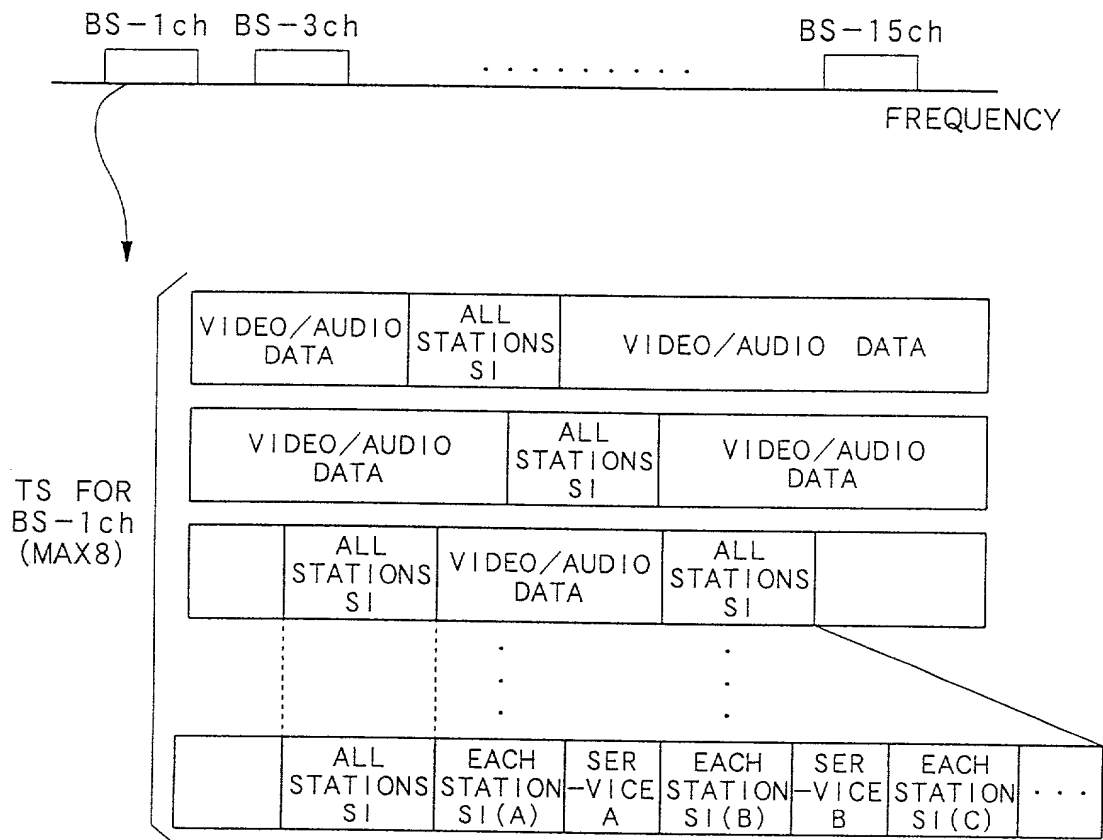 BS-1ch BS-3ch BS-15ch
. . . . . . . . .
FREQUENCY
VIDEO/AUDIO
DATA
ALL
STATIONS
SI
VIDEO/AUDIO DATA
VIDEO/AUDIO
DATA
ALL
STATIONS
SI
VIDEO/AUDIO
DATA
TS FOR
BS-1ch
(MAX8)
ALL
STATIONS
SI
VIDEO/AUDIO
DATA
ALL
STATIONS
SI
ALL
STATIONS
SI
EACH
STATION
SI(A)
SER
-VICE
A
EACH
STATION
SI(B)
SER
-VICE
B
EACH
STATION
SI(C)
. . .